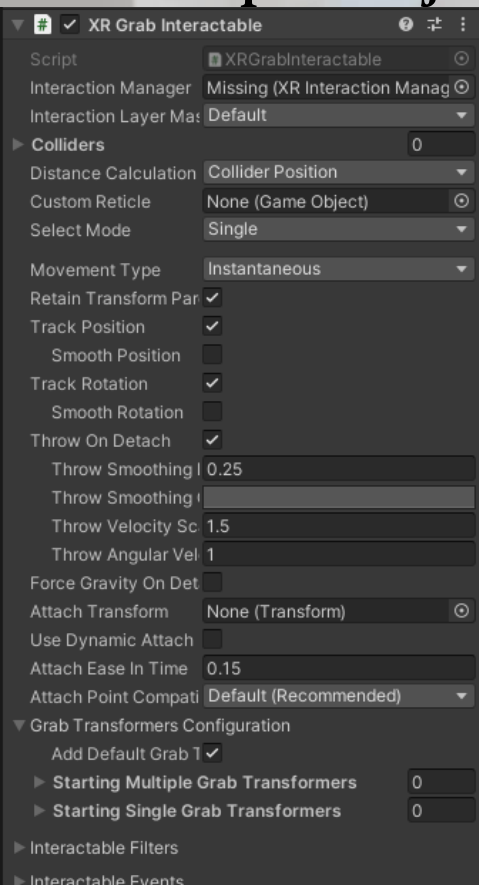 XR Grab Interactable
Script XRGrabInteractable
Interaction Manager Missing (XR Interaction Manag
Interaction Layer Mas Default
Colliders 0
Distance Calculation Collider Position
Custom Reticle None (Game Object)
Select Mode Single
Movement Type Instantaneous
Retain Transform Par
Track Position
Smooth Position
Track Rotation
Smooth Rotation
Throw On Detach
Throw Smoothing 0.25
Throw Smoothing
Throw Velocity Sc 1.5
Throw Angular Vel 1
Force Gravity On Det
Attach Transform None (Transform)
Use Dynamic Attach
Attach Ease In Time 0.15
Attach Point Compati Default (Recommended)
Grab Transformers Configuration
Add Default Grab T
Starting Multiple Grab Transformers 0
Starting Single Grab Transformers 0
Interactable Filters
Interactable Events